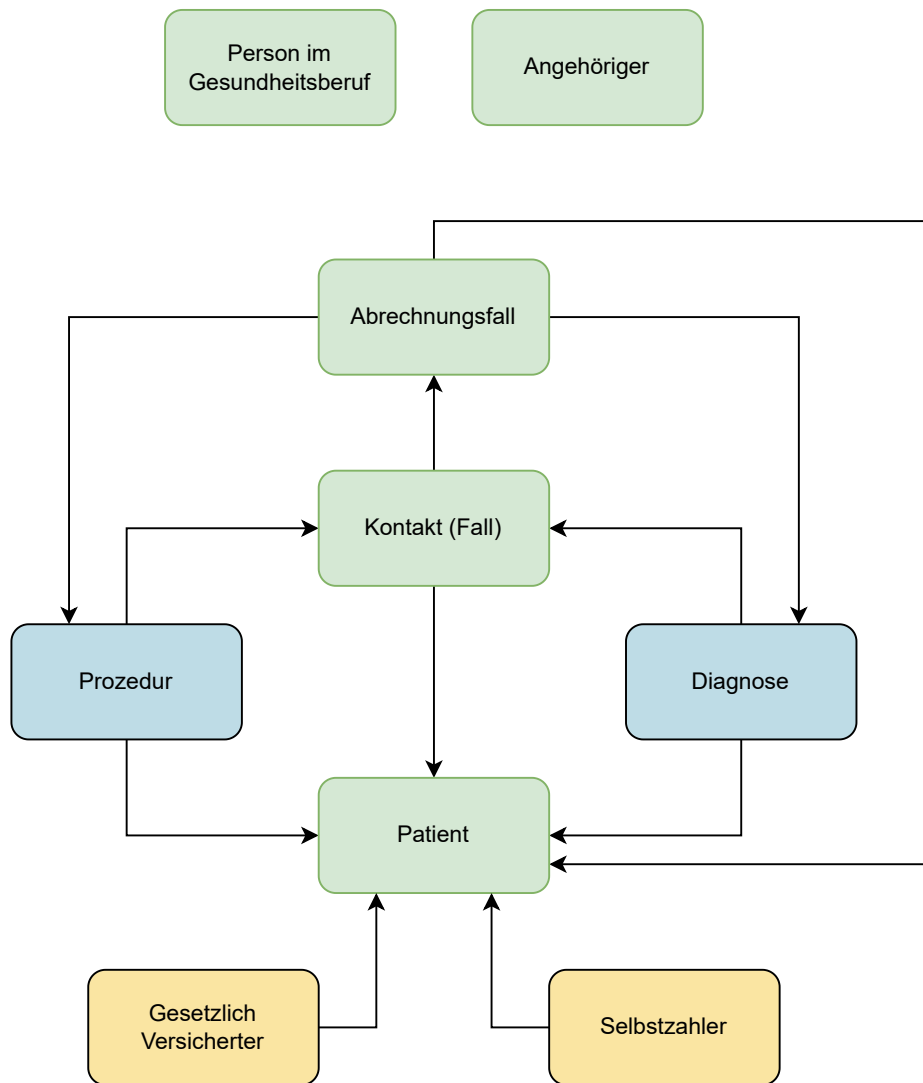 Person im
Gesundheitsberuf
Angehöriger
Abrechnungsfall
Kontakt (Fall)
Prozedur
Diagnose
Patient
Gesetzlich
Versicherter
Selbstzahler